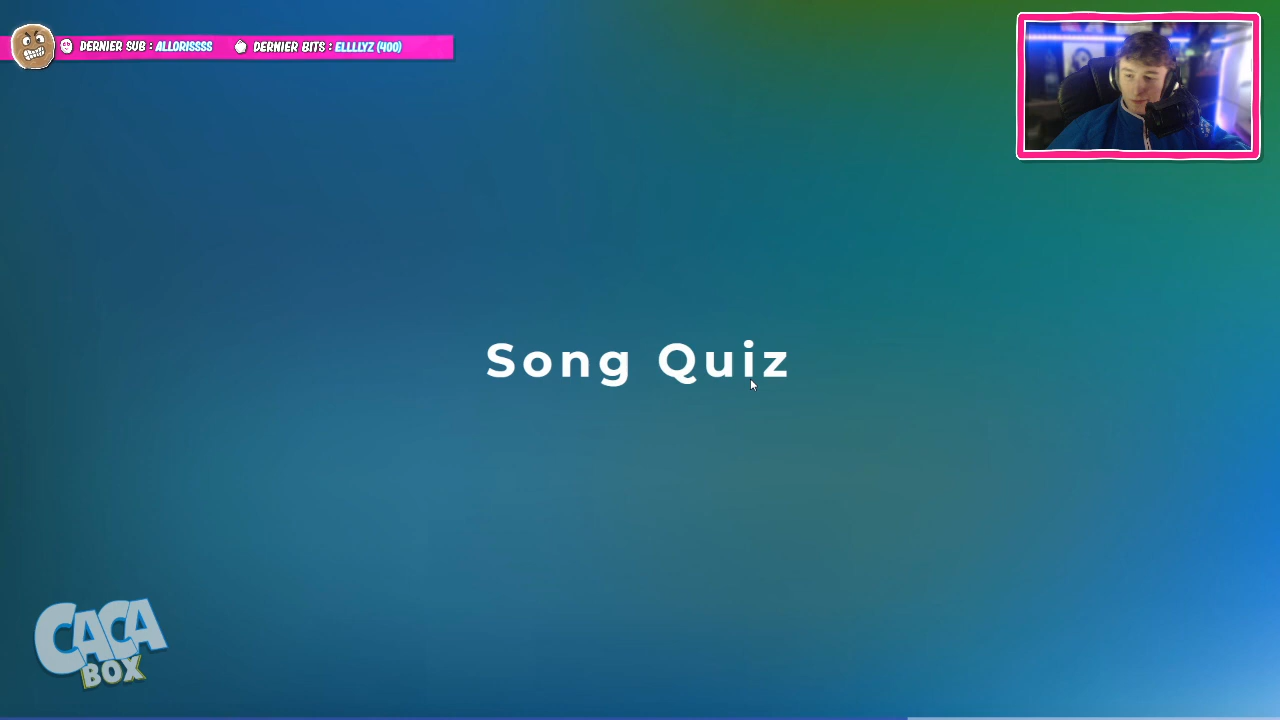 DERNIER SUB : ALLORISSSS DERNIER BITS : ELLLLYZ (400)
Song Quiz
CACA
BOX